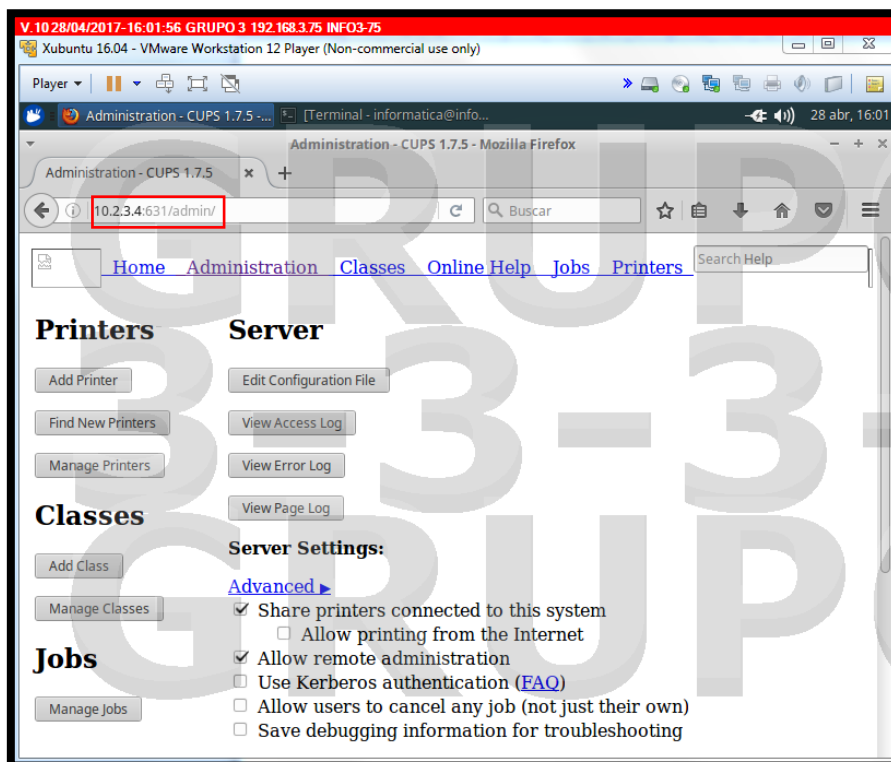 V.10 28/04/2017-16:01:56 GRUPO 3 192.168.3.75 INFO3-75
Xubuntu 16.04 - VMware Workstation 12 Player (Non-commercial use only)
Player
Administration - CUPS 1.7.5 -... [Terminal - informatica@info... 28 abr, 16:01
Administration - CUPS 1.7.5 - Mozilla Firefox
Administration - CUPS 1.7.5
10.2.3.4:631/admin/ Buscar
Home Administration Classes Online Help Jobs Printers Search Help
Printers
Add Printer
Find New Printers
Manage Printers
Classes
Add Class
Manage Classes
Jobs
Manage Jobs
Server
Edit Configuration File
View Access Log
View Error Log
View Page Log
Server Settings:
Advanced ▸
Share printers connected to this system
Allow printing from the Internet
Allow remote administration
Use Kerberos authentication (FAQ)
Allow users to cancel any job (not just their own)
Save debugging information for troubleshooting
GRUPO
3-3-3-
GRUPO